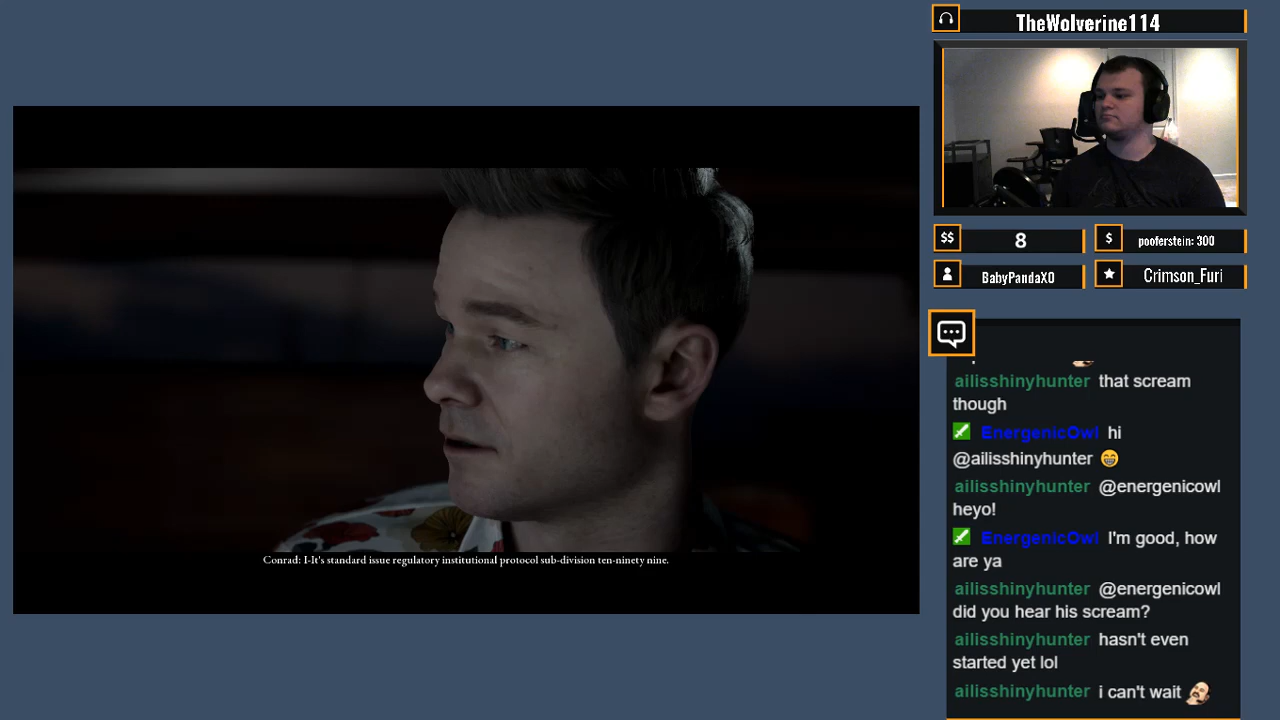 TheWolverine114
$$
8
$
pooferstein: 300
BabyPandaXO
Crimson_Furi
ailisshinyhunter that scream
though
EnergenicOwl hi
@ailisshinyhunter 😁
ailisshinyhunter @energenicowl
heyo!
EnergenicOwl I'm good, how
are ya
ailisshinyhunter @energenicowl
did you hear his scream?
ailisshinyhunter hasn't even
started yet lol
ailisshinyhunter i can't wait
Conrad: I-It's standard issue regulatory institutional protocol sub-division ten-ninety nine.